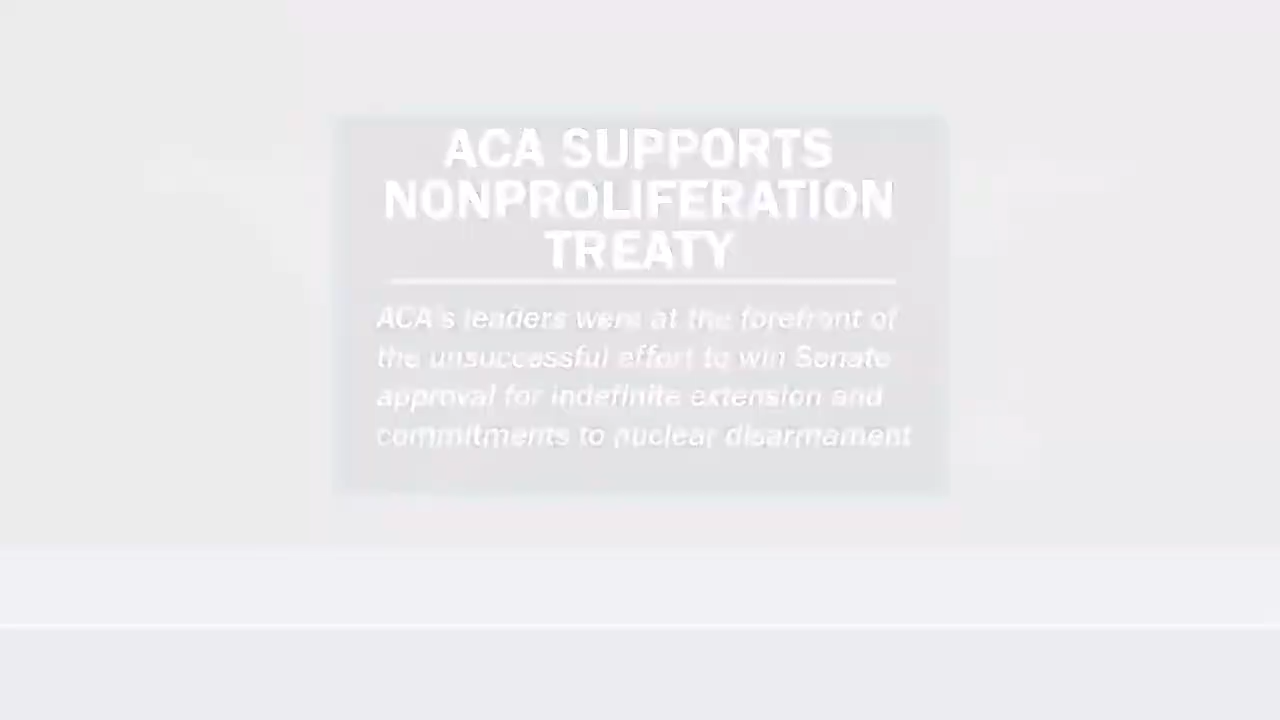 ACA SUPPORTS
NONPROLIFERATION
TREATY
ACA's leaders were at the forefront of
the unsuccessful effort to win Senate
approval for indefinite extension and
commitments to nuclear disarmament